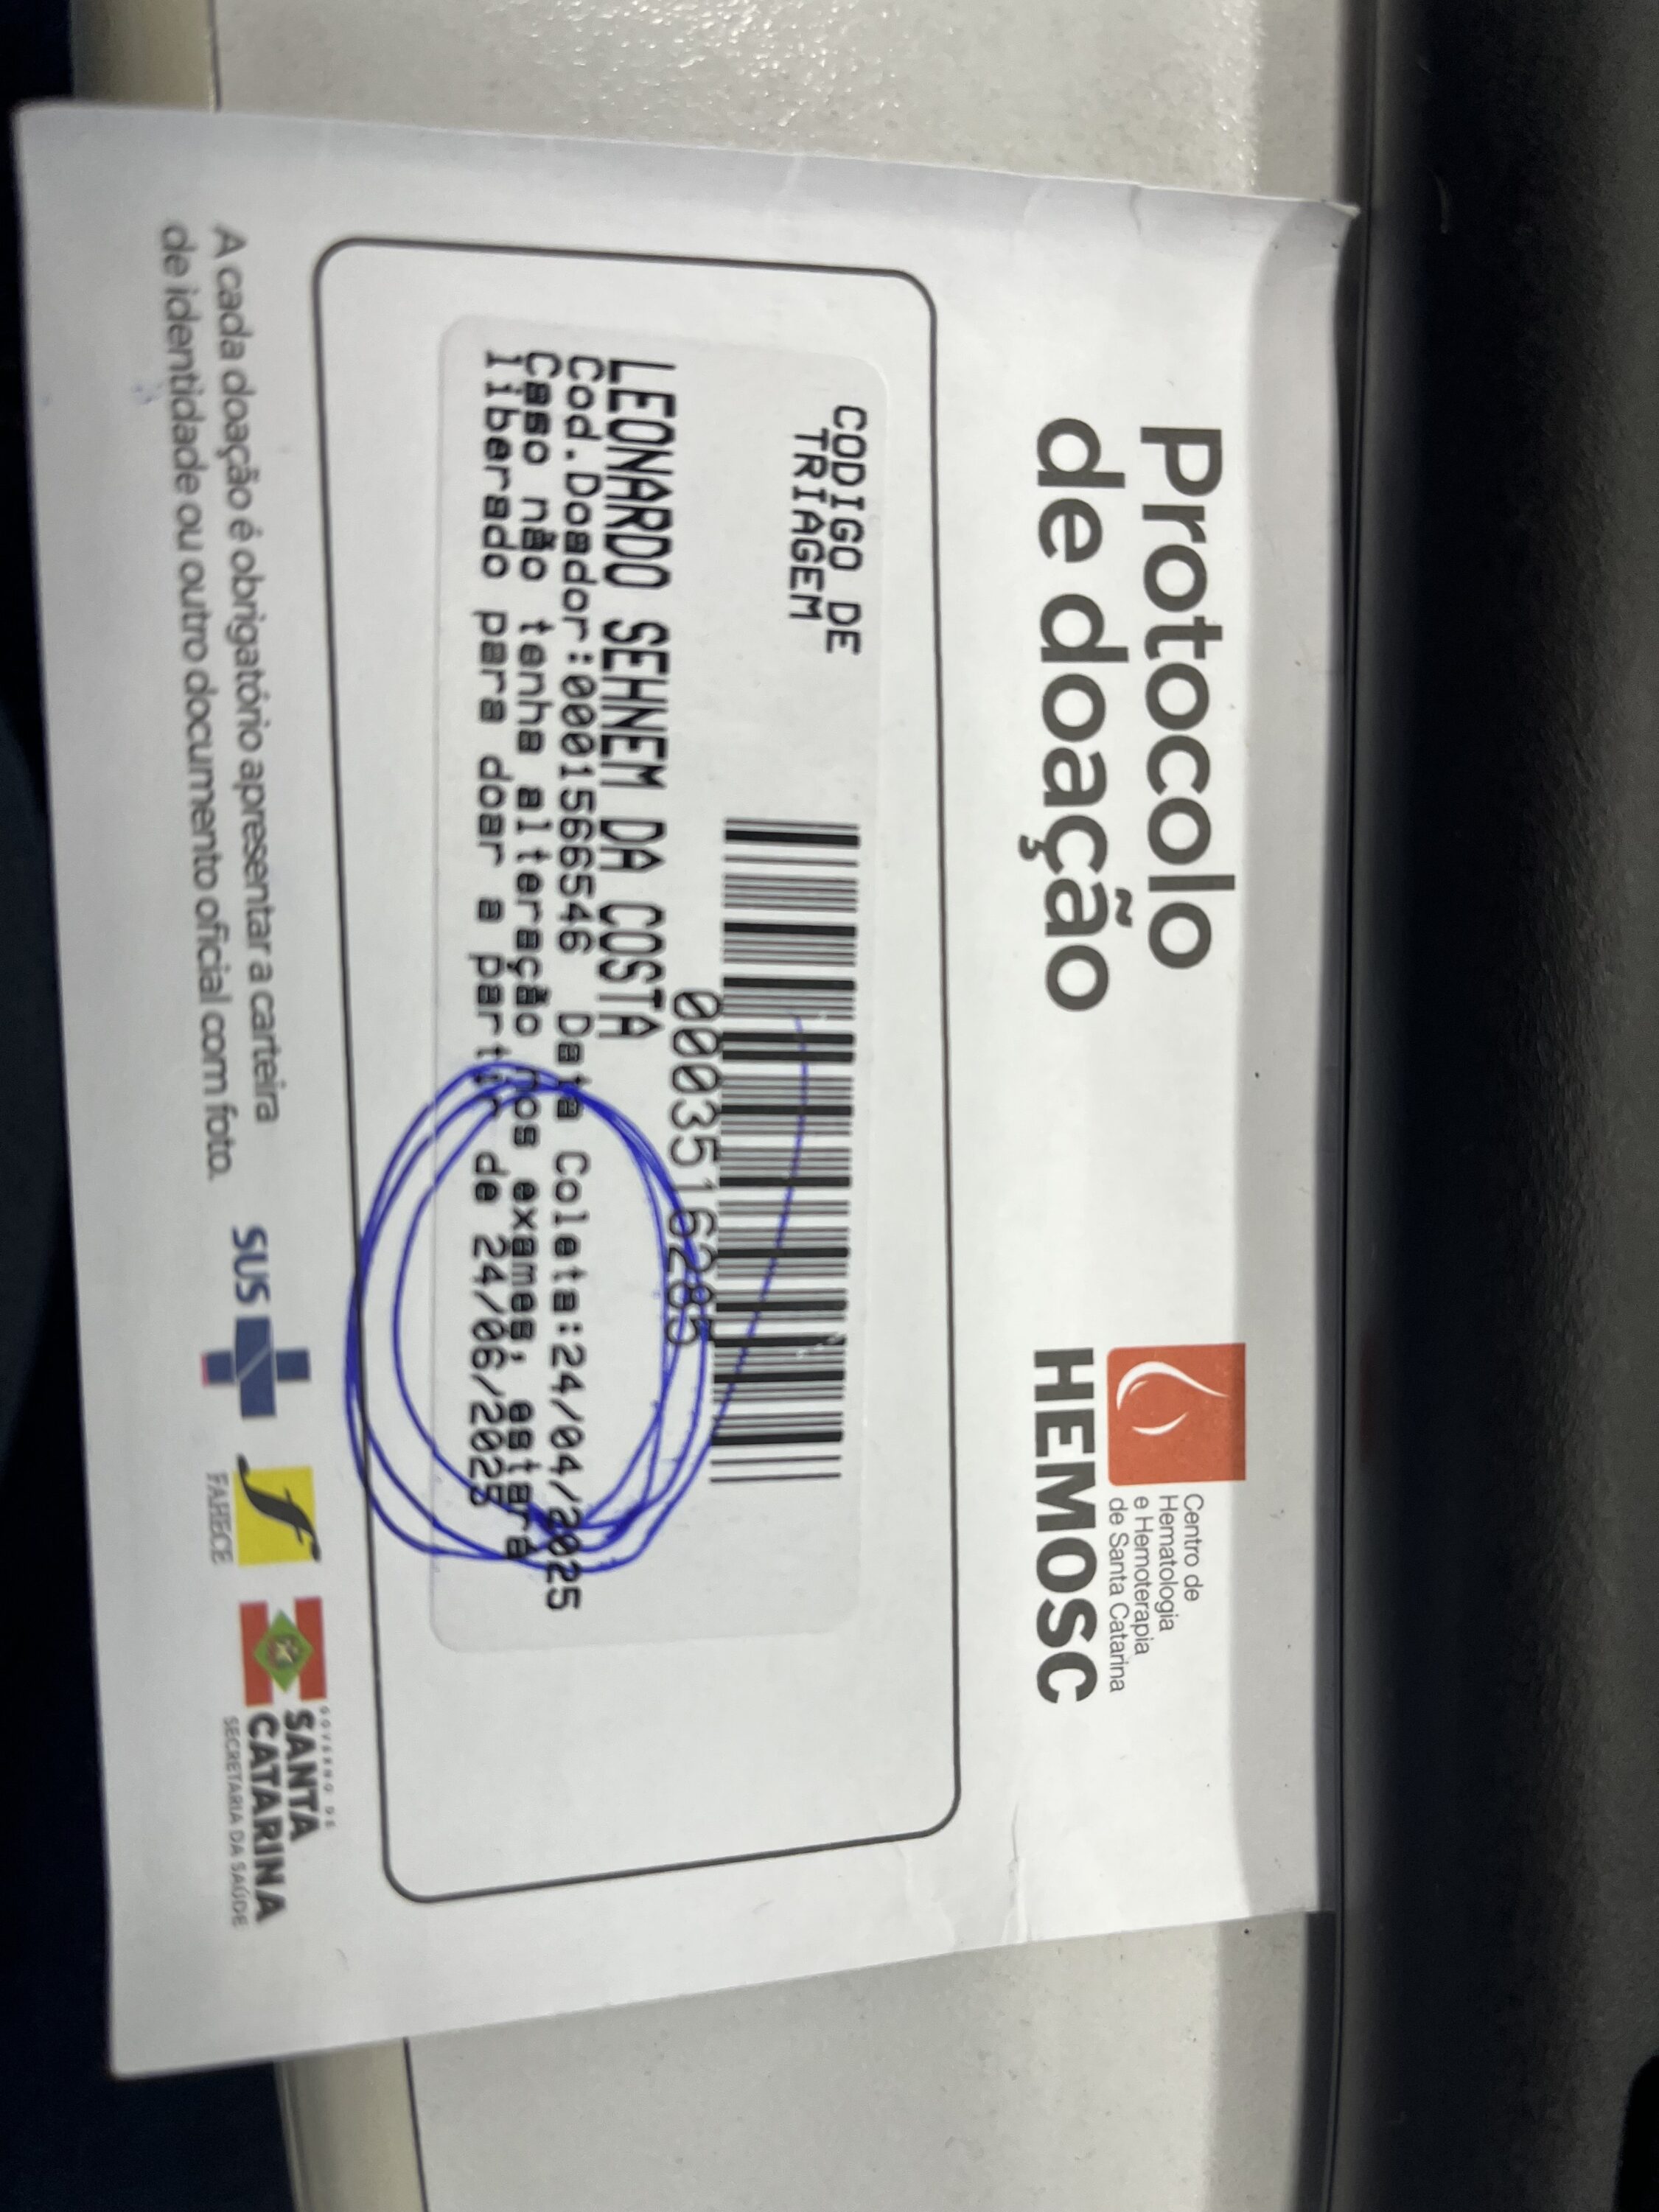 Protocolo
de doação
HEMOSC
Centro de
Hematologia
e Hemoterapia
de Santa Catarina
CODIGO DE
TRIAGEM
0003516285
LEONARDO SEHNEM DA COSTA
Cod.Doador:0001566546 Data Coleta:24/04/2025
Caso não tenha alteração nos exames, estará
liberado para doar a partir de 24/06/2025
A cada doação é obrigatório apresentar a carteira
de identidade ou outro documento oficial com foto.
SUS
FAHECE
GOVERNO DE
SANTA
CATARINA
SECRETARIA DA SAÚDE